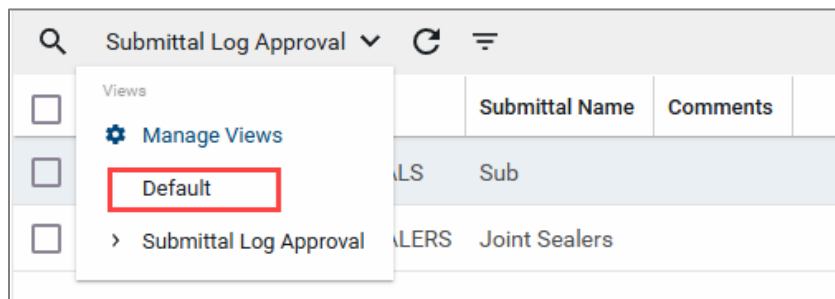 Submittal Log Approval
Views
Submittal Name Comments
Manage Views
Default
ALS Sub
Submittal Log Approval
ALERS Joint Sealers